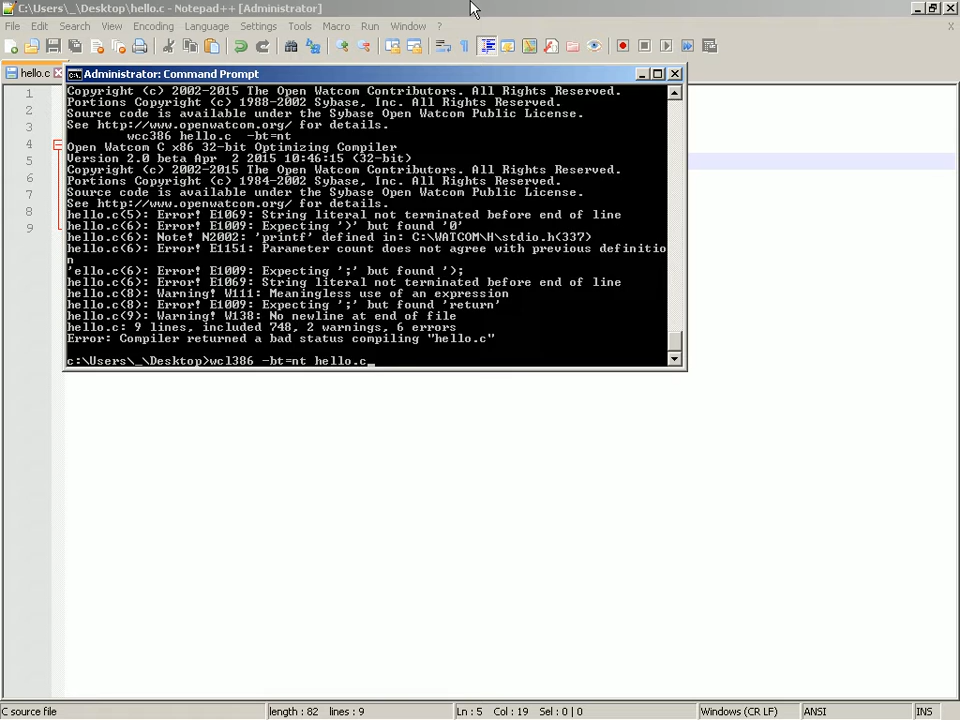 C:\Users\_\Desktop\hello.c - Notepad++ [Administrator]
File Edit Search View Encoding Language Settings Tools Macro Run Window ? X
hello.c
Administrator: Command Prompt
Copyright (c) 2002-2015 The Open Watcom Contributors. All Rights Reserved.
Portions Copyright (c) 1988-2002 Sybase, Inc. All Rights Reserved.
Source code is available under the Sybase Open Watcom Public License.
See http://www.openwatcom.org/ for details.
wcc386 hello.c -bt=nt
Open Watcom C x86 32-bit Optimizing Compiler
Version 2.0 beta Apr 2 2015 10:46:15 (32-bit)
Copyright (c) 2002-2015 The Open Watcom Contributors. All Rights Reserved.
Portions Copyright (c) 1984-2002 Sybase, Inc. All Rights Reserved.
Source code is available under the Sybase Open Watcom Public License.
See http://www.openwatcom.org/ for details.
hello.c(5): Error! E1069: String literal not terminated before end of line
hello.c(6): Error! E1009: Expecting ')' but found '0'
hello.c(6): Note! N2002: 'printf' defined in: C:\WATCOM\H\stdio.h(337)
hello.c(6): Error! E1151: Parameter count does not agree with previous definitio
n
'ello.c(6): Error! E1009: Expecting ';' but found ');
hello.c(6): Error! E1069: String literal not terminated before end of line
hello.c(8): Warning! W111: Meaningless use of an expression
hello.c(8): Error! E1009: Expecting ';' but found 'return'
hello.c(9): Warning! W138: No newline at end of file
hello.c: 9 lines, included 748, 2 warnings, 6 errors
Error: Compiler returned a bad status compiling "hello.c"
c:\Users\_\Desktop>wcl386 -bt=nt hello.c_
1
2
3
4
5
6
7
8
9
C source file length : 82 lines : 9 Ln : 5 Col : 19 Sel : 0 | 0 Windows (CR LF) ANSI INS